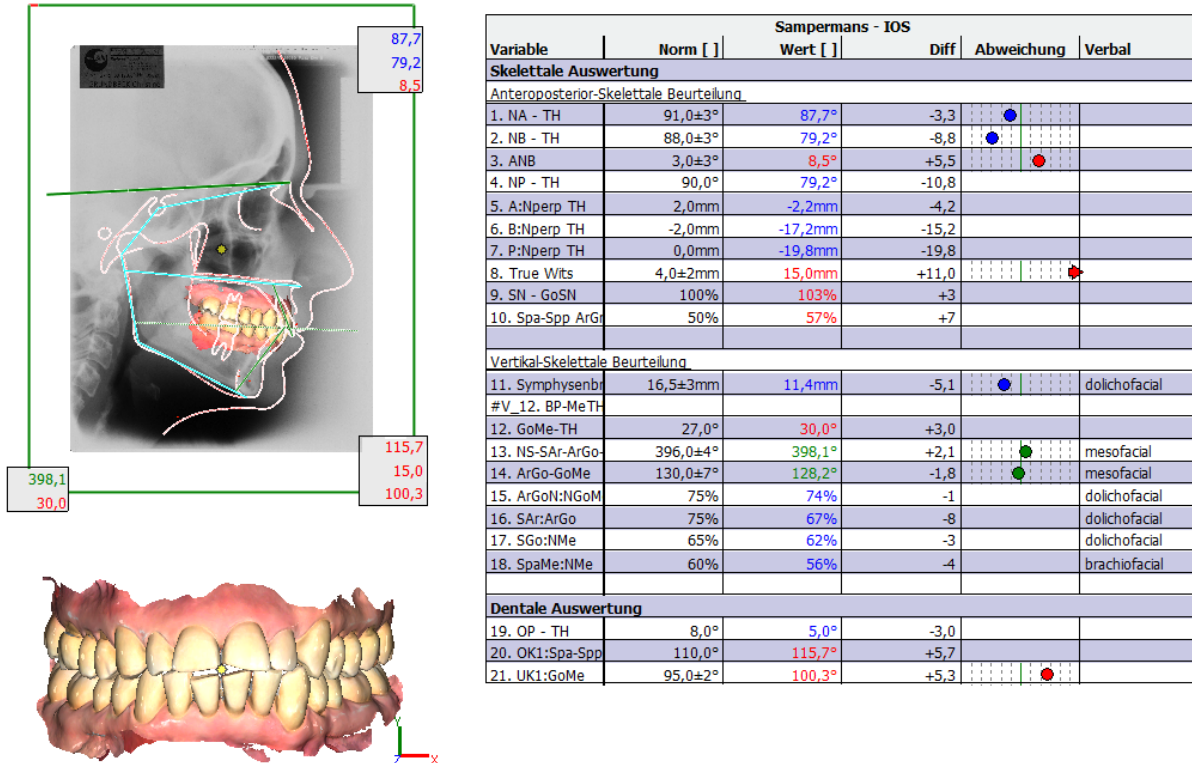 87,7
79,2
8,5
398,1
30,0
115,7
15,0
100,3
Y
Z X
Sampermans - IOS
Variable Norm [ ] Wert [ ] Diff Abweichung Verbal
Skelettale Auswertung
Anteroposterior-Skelettale Beurteilung
1. NA - TH 91,0±3° 87,7° -3,3
2. NB - TH 88,0±3° 79,2° -8,8
3. ANB 3,0±3° 8,5° +5,5
4. NP - TH 90,0° 79,2° -10,8
5. A:Nperp TH 2,0mm -2,2mm -4,2
6. B:Nperp TH -2,0mm -17,2mm -15,2
7. P:Nperp TH 0,0mm -19,8mm -19,8
8. True Wits 4,0±2mm 15,0mm +11,0
9. SN - GoSN 100% 103% +3
10. Spa-Spp ArGr 50% 57% +7
Vertikal-Skelettale Beurteilung
11. Symphysenbr 16,5±3mm 11,4mm -5,1 dolichofacial
#V_12. BP-MeTH
12. GoMe-TH 27,0° 30,0° +3,0
13. NS-SAr-ArGo- 396,0±4° 398,1° +2,1 mesofacial
14. ArGo-GoMe 130,0±7° 128,2° -1,8 mesofacial
15. ArGoN:NGoM 75% 74% -1 dolichofacial
16. SAr:ArGo 75% 67% -8 dolichofacial
17. SGo:NMe 65% 62% -3 dolichofacial
18. SpaMe:NMe 60% 56% -4 brachiofacial
Dentale Auswertung
19. OP - TH 8,0° 5,0° -3,0
20. OK1:Spa-Spp 110,0° 115,7° +5,7
21. UK1:GoMe 95,0±2° 100,3° +5,3